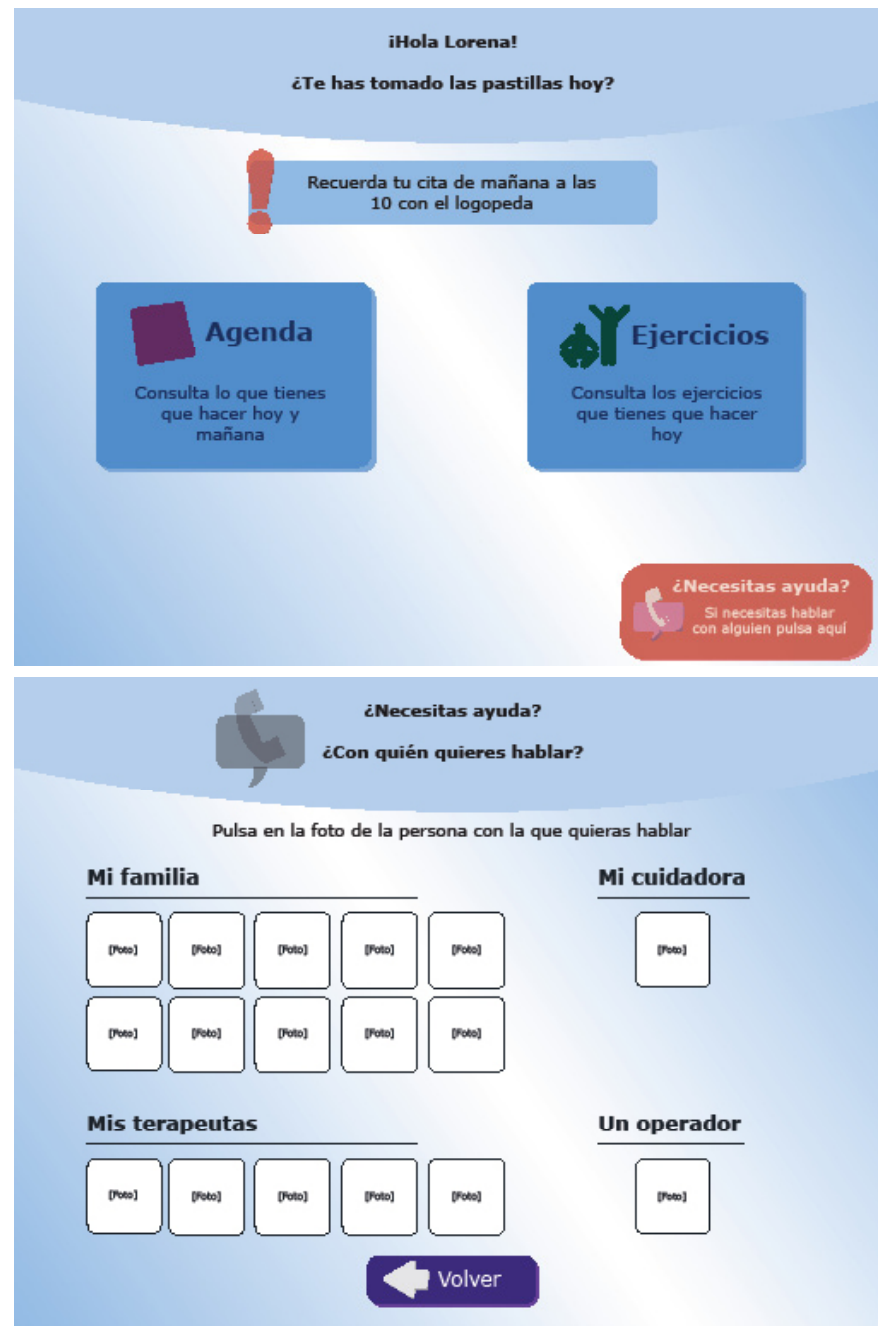 ¡Hola Lorena!
¿Te has tomado las pastillas hoy?
Recuerda tu cita de mañana a las
10 con el logopeda
Agenda
Consulta lo que tienes
que hacer hoy y
mañana
Ejercicios
Consulta los ejercicios
que tienes que hacer
hoy
¿Necesitas ayuda?
Si necesitas hablar
con alguien pulsa aquí
¿Necesitas ayuda?
¿Con quién quieres hablar?
Pulsa en la foto de la persona con la que quieras hablar
Mi familia
[Foto] [Foto] [Foto] [Foto] [Foto]
[Foto] [Foto] [Foto] [Foto] [Foto]
Mi cuidadora
[Foto]
Mis terapeutas
[Foto] [Foto] [Foto] [Foto] [Foto]
Un operador
[Foto]
Volver